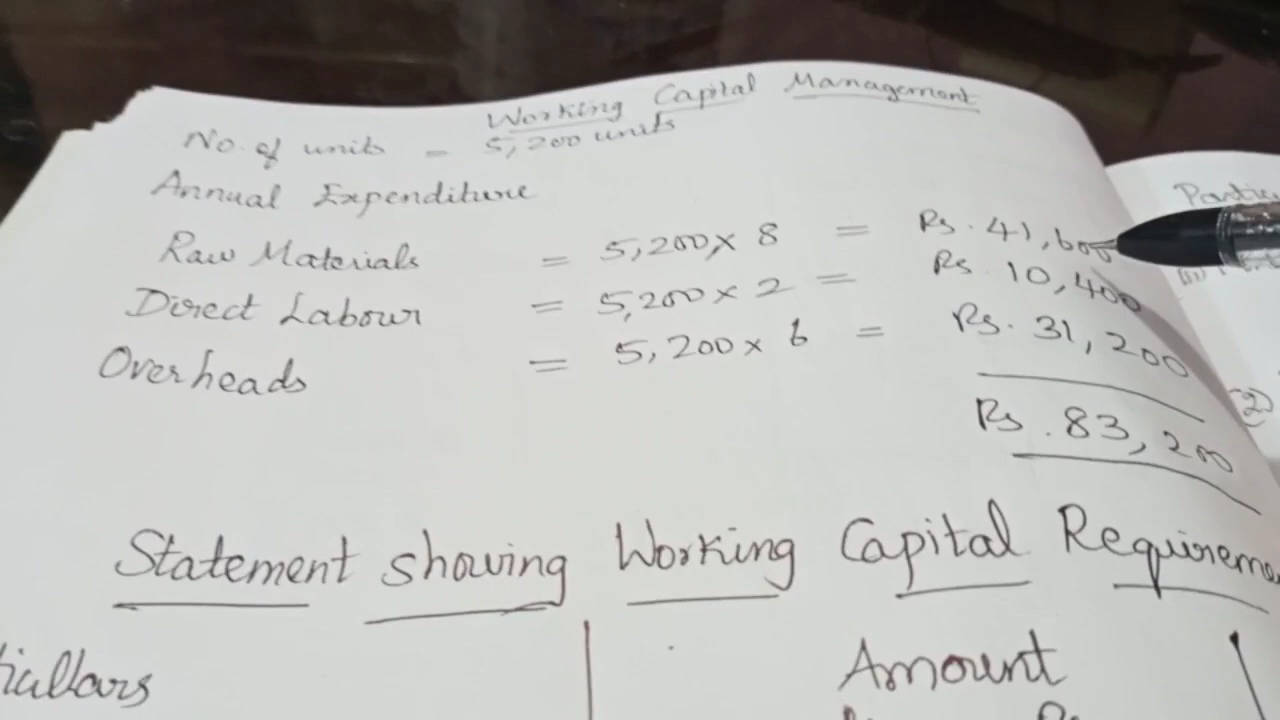 Working Capital Management
No. of units = 5,200 units
Annual Expenditure
Raw Materials = 5,200 x 8 = Rs. 41,600
Direct Labour = 5,200 x 2 = Rs. 10,400
Overheads = 5,200 x 6 = Rs. 31,200
Rs. 83,200
Statement showing Working Capital Requireme
iculars Amount